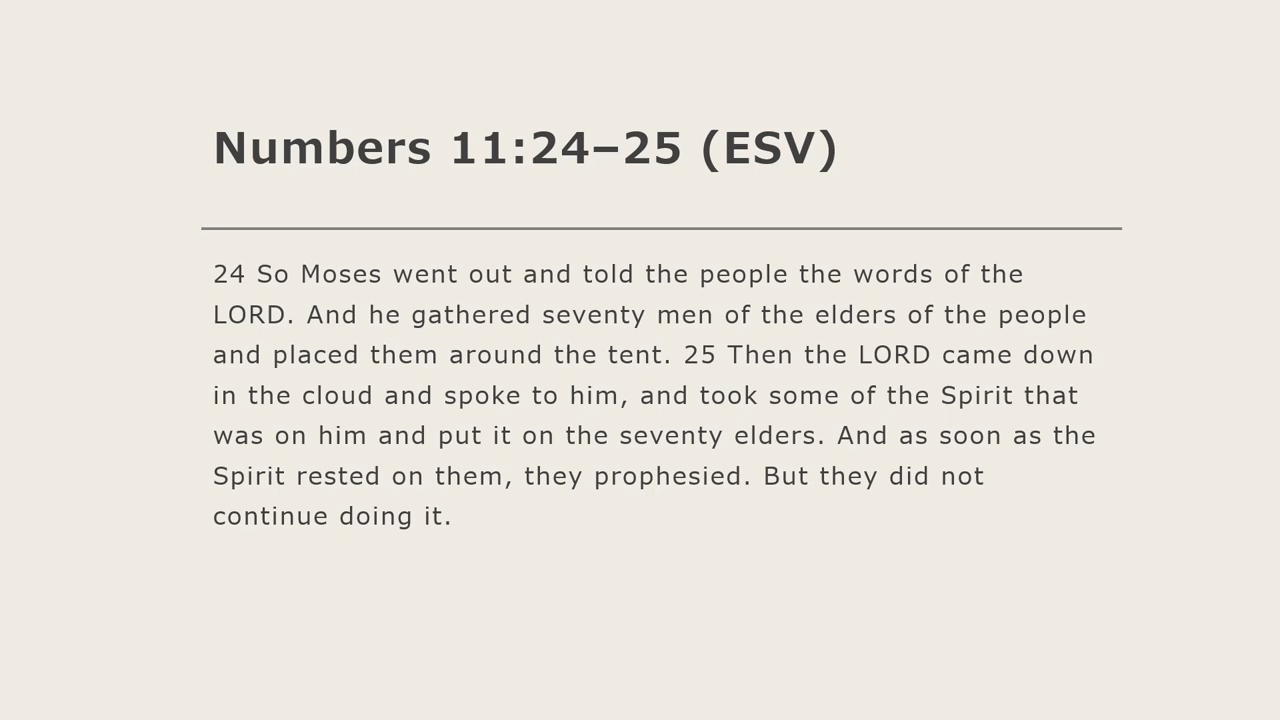 Numbers 11:24–25 (ESV)
24 So Moses went out and told the people the words of the
LORD. And he gathered seventy men of the elders of the people
and placed them around the tent. 25 Then the LORD came down
in the cloud and spoke to him, and took some of the Spirit that
was on him and put it on the seventy elders. And as soon as the
Spirit rested on them, they prophesied. But they did not
continue doing it.